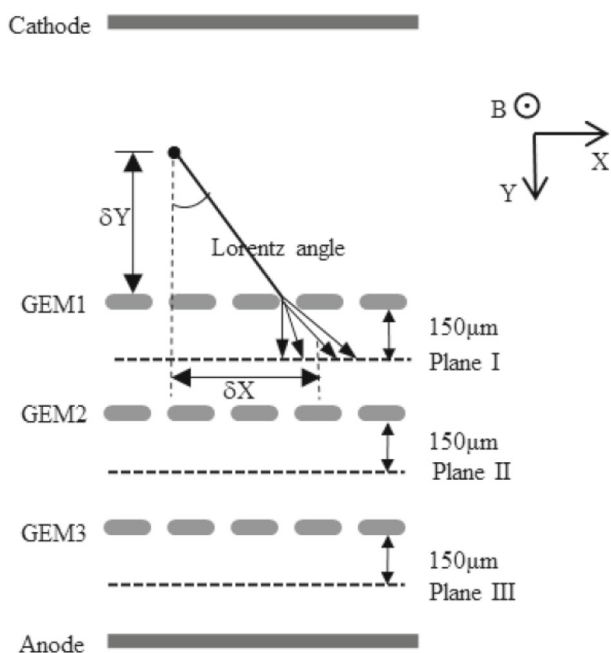 Cathode
B
X
Y
δY
Lorentz angle
GEM1
150μm
Plane I
δX
GEM2
150μm
Plane II
GEM3
150μm
Plane III
Anode